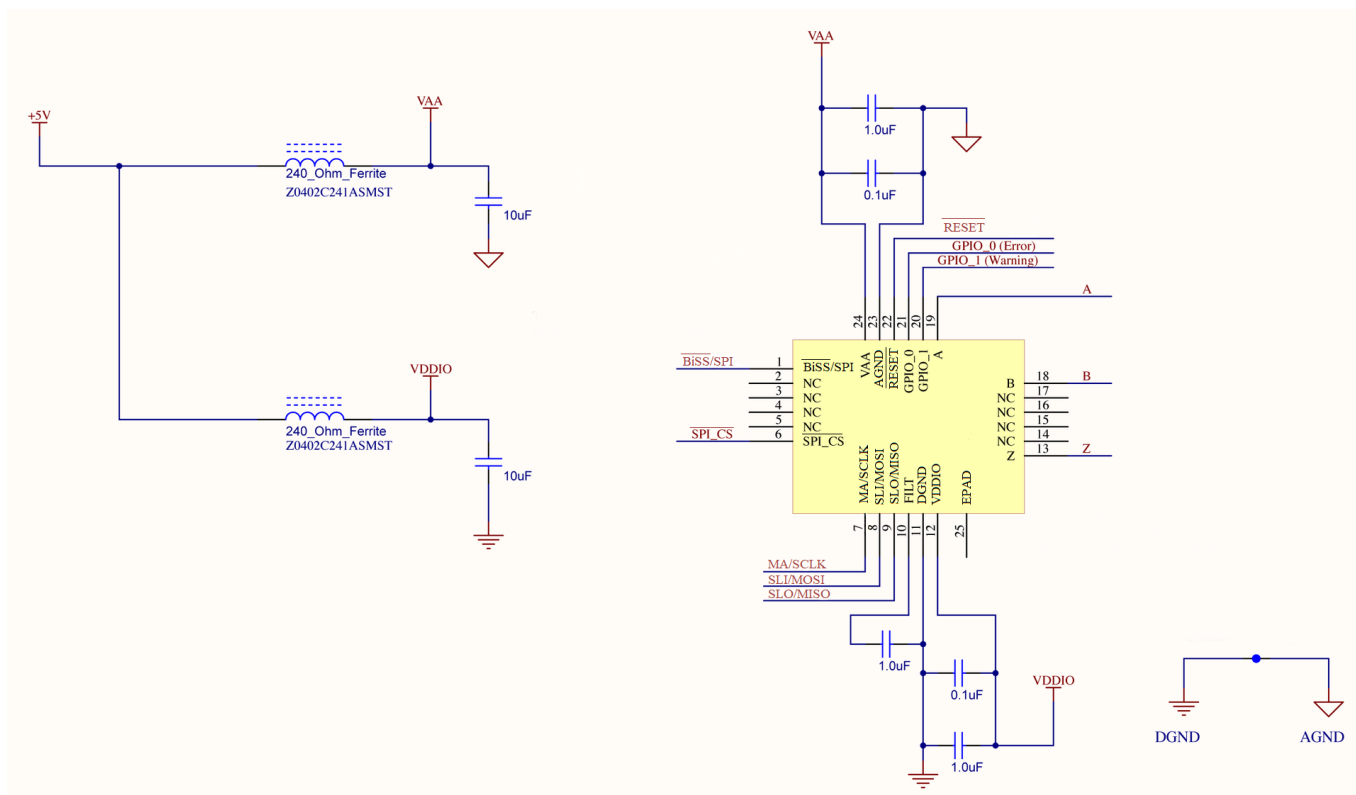 +5V
VAA
240_Ohm_Ferrite
Z0402C241ASMST
10uF
VDDIO
240_Ohm_Ferrite
Z0402C241ASMST
10uF
VAA
1.0uF
0.1uF
RESET
GPIO_0 (Error)
GPIO_1 (Warning)
A
24
23
22
21
20
19
VAA
AGND
RESET
GPIO_0
GPIO_1
A
BiSS/SPI
1
BiSS/SPI
2
NC
3
NC
4
NC
5
NC
SPI_CS
6
SPI_CS
B
18
B
NC
17
NC
16
NC
15
NC
14
Z
13
Z
MA/SCLK
SLI/MOSI
SLO/MISO
FILT
DGND
VDDIO
EPAD
7
8
9
10
11
12
25
MA/SCLK
SLI/MOSI
SLO/MISO
1.0uF
0.1uF
VDDIO
1.0uF
DGND
AGND